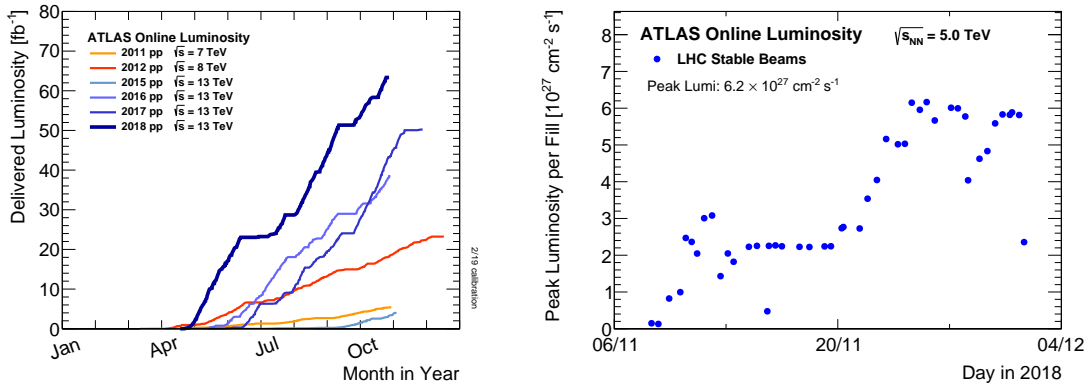 ATLAS Online Luminosity
2011 pp √s = 7 TeV
2012 pp √s = 8 TeV
2015 pp √s = 13 TeV
2016 pp √s = 13 TeV
2017 pp √s = 13 TeV
2018 pp √s = 13 TeV
Delivered Luminosity [fb⁻¹]
80
70
60
50
40
30
20
10
0
Jan
Apr
Jul
Oct
Month in Year
2/19 calibration
ATLAS Online Luminosity
√sNN = 5.0 TeV
LHC Stable Beams
Peak Lumi: 6.2 × 10²⁷ cm⁻² s⁻¹
Peak Luminosity per Fill [10²⁷ cm⁻² s⁻¹]
8
7
6
5
4
3
2
1
0
06/11
20/11
04/12
Day in 2018